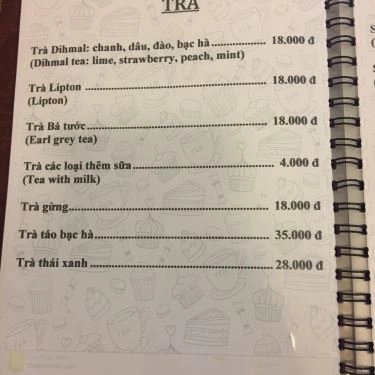 TRÀ
Trà Dihmal: chanh, dâu, đào, bạc hà.................. 18.000 đ
(Dihmal tea: lime, strawberry, peach, mint)
Trà Lipton ............................................................ 18.000 đ
(Lipton)
Trà Bá tước........................................................... 18.000 đ
(Earl grey tea)
Trà các loại thêm sữa............................................ 4.000 đ
(Tea with milk)
Trà gừng............................................................... 18.000 đ
Trà táo bạc hà....................................................... 35.000 đ
Trà thái xanh ....................................................... 28.000 đ